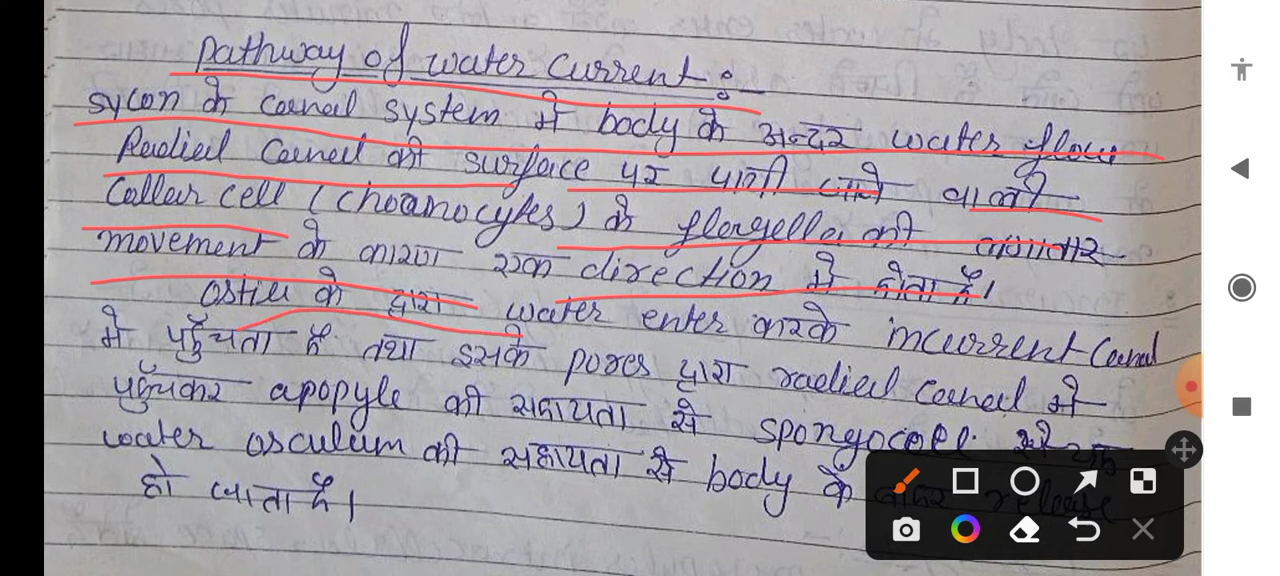 Pathway of water current :-
sycon के canal system में body के अन्दर water flow
Radial canal की surface पर पायी जाने वाली
Collar cell (choanocytes) के flagella की लगातार
movement के कारण एक direction में होता है।
ostia के द्वारा water enter करके incurrent canal
में पहुँचता है तथा इसके pores द्वारा radial canal में
पहुँचकर apopyle की सहायता से spongocoel से यह
water osculum की सहायता से body के बाहर release
हो जाता है।